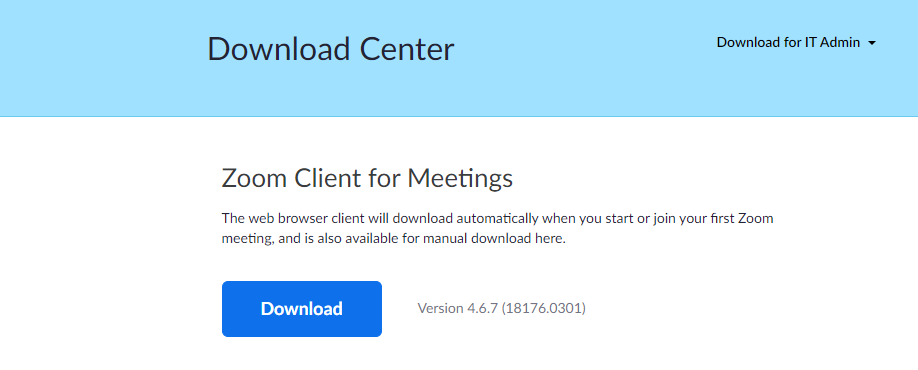 Download Center
Download for IT Admin
Zoom Client for Meetings
The web browser client will download automatically when you start or join your first Zoom
meeting, and is also available for manual download here.
Download
Version 4.6.7 (18176.0301)